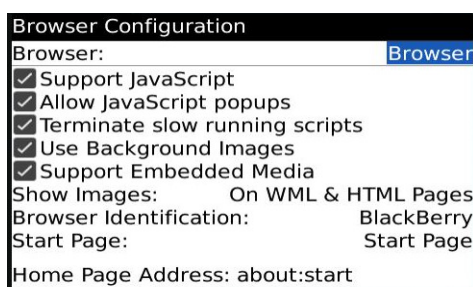 Browser Configuration
Browser: Browser
Support JavaScript
Allow JavaScript popups
Terminate slow running scripts
Use Background Images
Support Embedded Media
Show Images: On WML & HTML Pages
Browser Identification: BlackBerry
Start Page: Start Page
Home Page Address: about:start